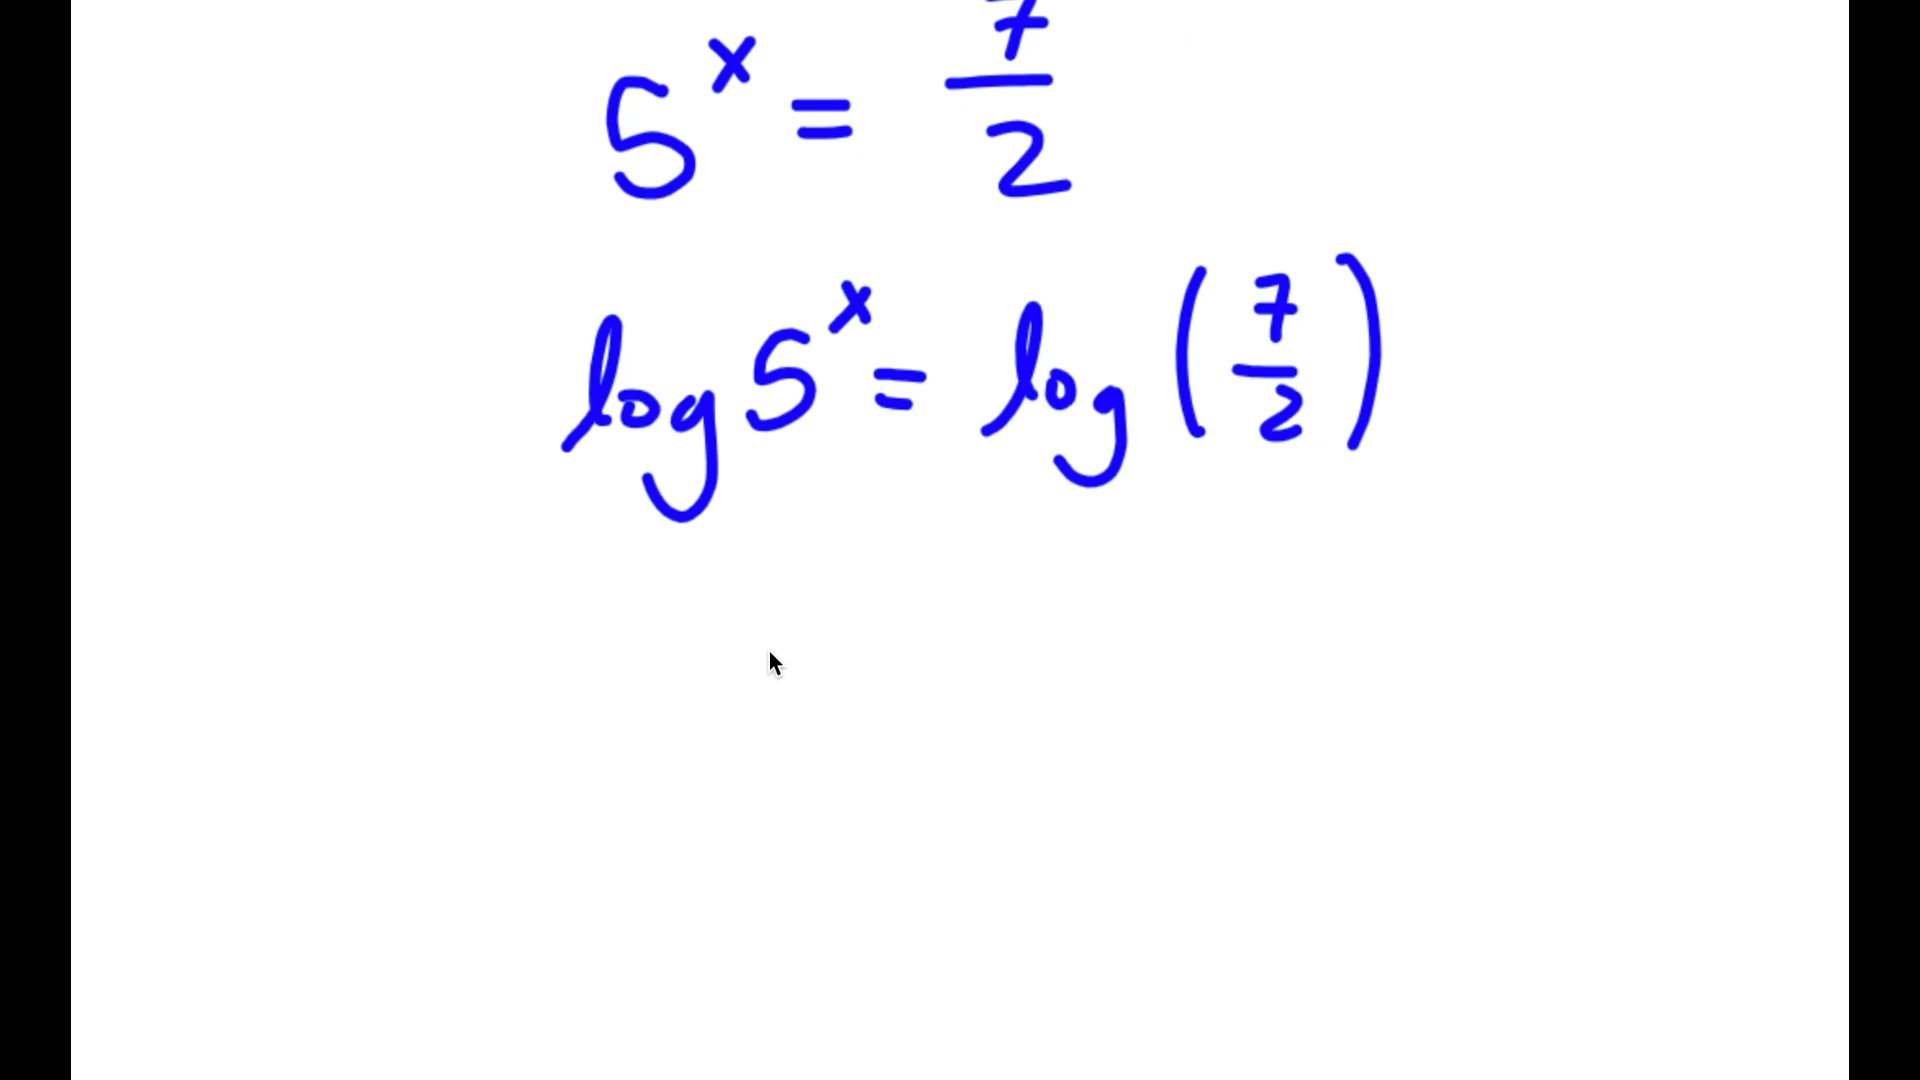 5^x = 7/2
log 5^x = log (7/2)